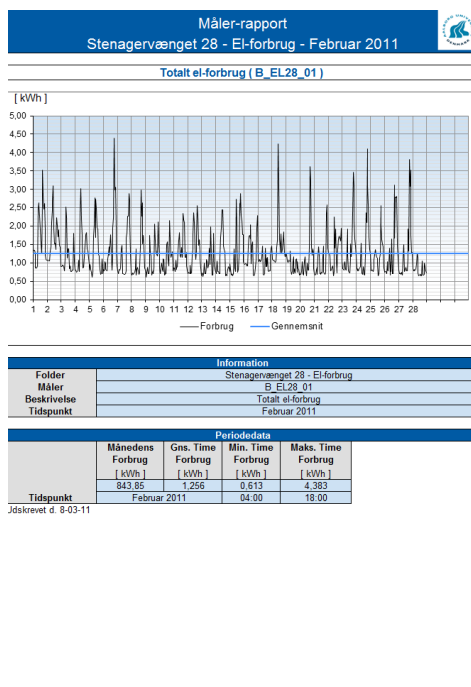 Måler-rapport
Stenagervænget 28 - El-forbrug - Februar 2011
Totalt el-forbrug ( B_EL28_01 )
[ kWh ]
5,00
4,50
4,00
3,50
3,00
2,50
2,00
1,50
1,00
0,50
0,00
1 2 3 4 5 6 7 8 9 10 11 12 13 14 15 16 17 18 19 20 21 22 23 24 25 26 27 28
Forbrug Gennemsnit
Information
Folder Stenagervænget 28 - El-forbrug
Måler B_EL28_01
Beskrivelse Totalt el-forbrug
Tidspunkt Februar 2011
Periodedata
Månedens Gns. Time Min. Time Maks. Time
Forbrug Forbrug Forbrug Forbrug
[ kWh ] [ kWh ] [ kWh ] [ kWh ]
843,85 1,256 0,613 4,383
Tidspunkt Februar 2011 04:00 18:00
Jdskrevet d. 8-03-11